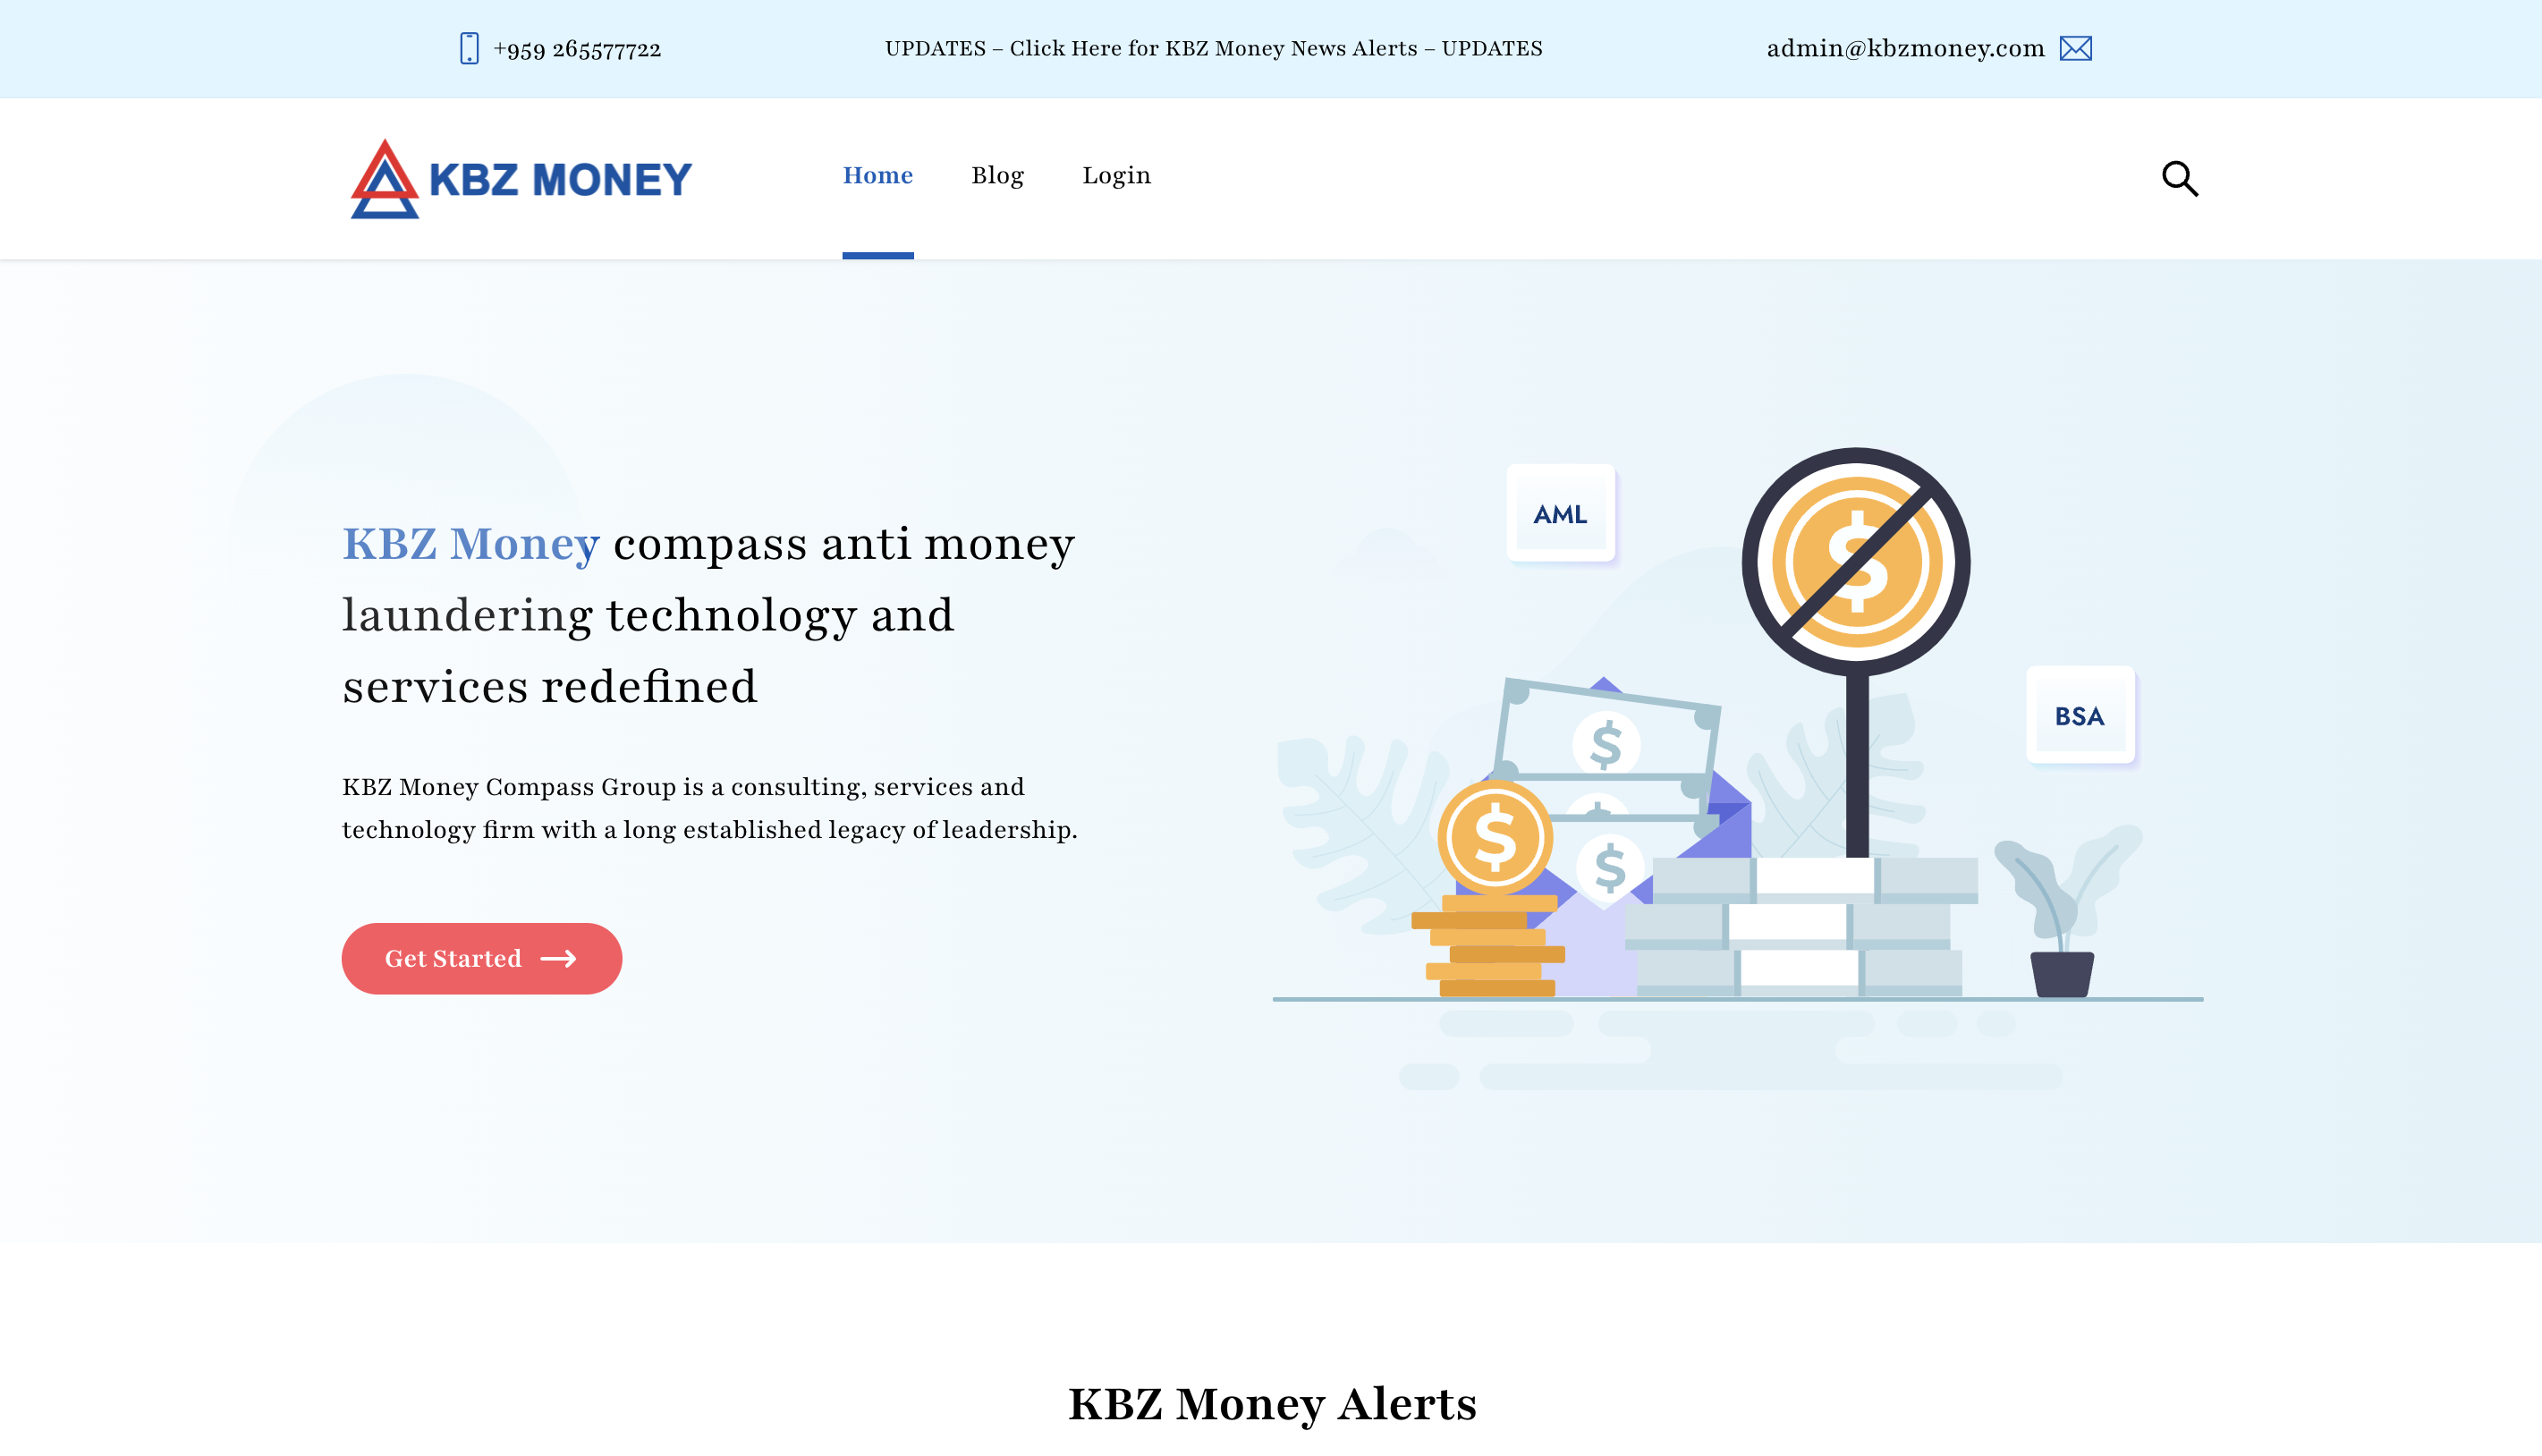 +959 265577722
UPDATES – Click Here for KBZ Money News Alerts – UPDATES
admin@kbzmoney.com
KBZ MONEY
Home
Blog
Login
KBZ Money compass anti money
laundering technology and
services redefined
KBZ Money Compass Group is a consulting, services and
technology firm with a long established legacy of leadership.
Get Started
AML
$
BSA
$
$
$
KBZ Money Alerts